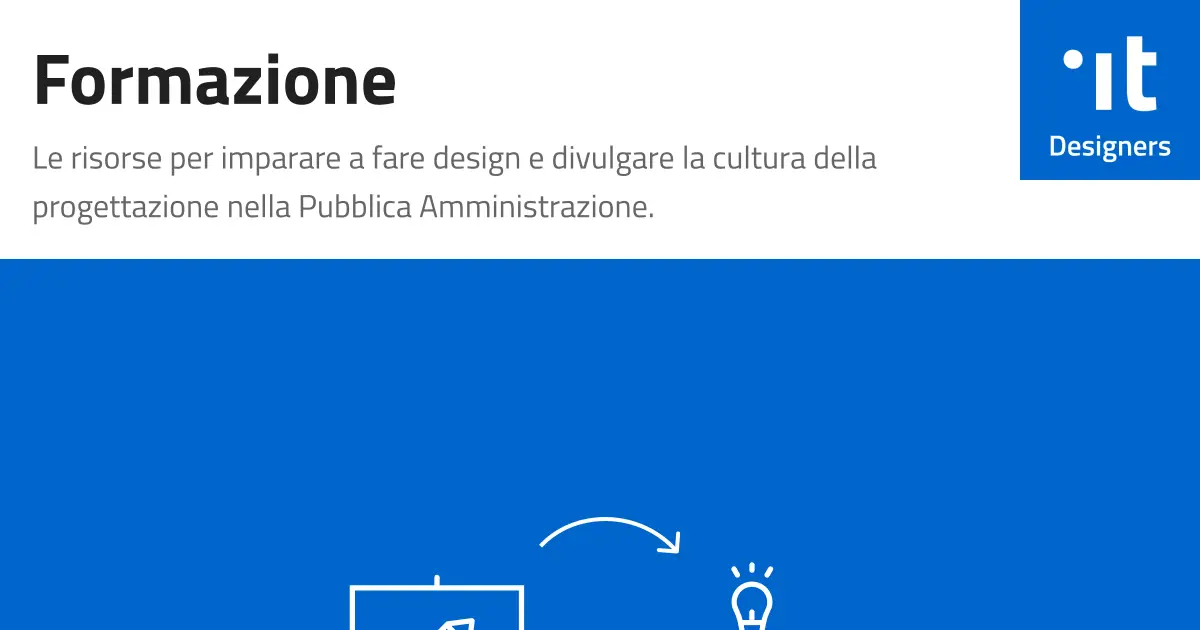 Formazione
Le risorse per imparare a fare design e divulgare la cultura della
progettazione nella Pubblica Amministrazione.
it
Designers